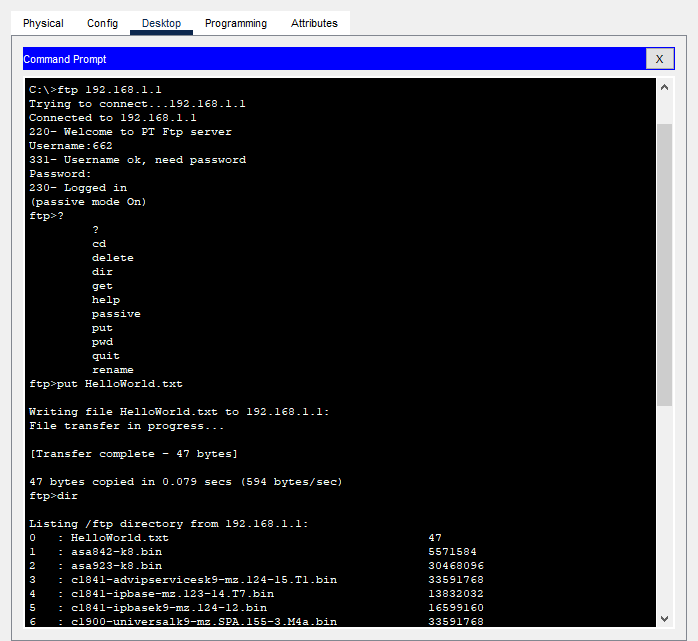 Physical Config Desktop Programming Attributes
Command Prompt X
C:\>ftp 192.168.1.1
Trying to connect...192.168.1.1
Connected to 192.168.1.1
220- Welcome to PT Ftp server
Username:662
331- Username ok, need password
Password:
230- Logged in
(passive mode On)
ftp>?
?
cd
delete
dir
get
help
passive
put
pwd
quit
rename
ftp>put HelloWorld.txt
Writing file HelloWorld.txt to 192.168.1.1:
File transfer in progress...
[Transfer complete - 47 bytes]
47 bytes copied in 0.079 secs (594 bytes/sec)
ftp>dir
Listing /ftp directory from 192.168.1.1:
0 : HelloWorld.txt 47
1 : asa842-k8.bin 5571584
2 : asa923-k8.bin 30468096
3 : c1841-advipservicesk9-mz.124-15.T1.bin 33591768
4 : c1841-ipbase-mz.123-14.T7.bin 13832032
5 : c1841-ipbasek9-mz.124-12.bin 16599160
6 : c1900-universalk9-mz.SPA.155-3.M4a.bin 33591768